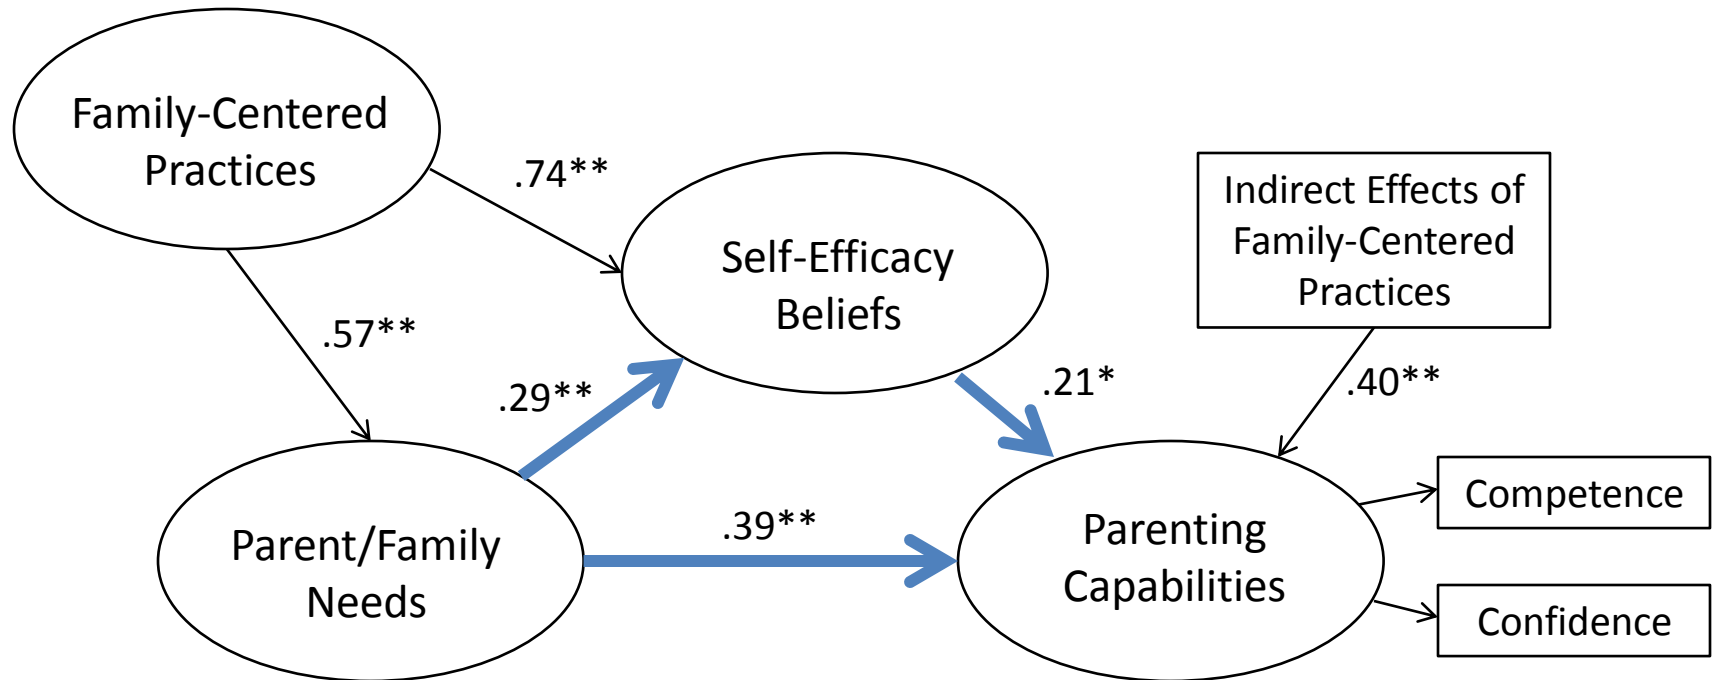 Family-Centered
Practices
.74**
Self-Efficacy
Beliefs
Indirect Effects of
Family-Centered
Practices
.57**
.29**
.21*
.40**
Parent/Family
Needs
.39**
Parenting
Capabilities
Competence
Confidence